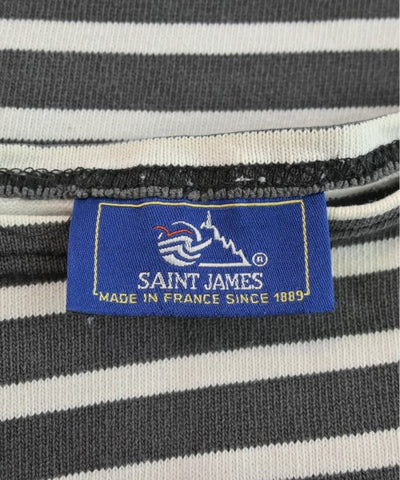 ®
SAINT JAMES
MADE IN FRANCE SINCE 1889